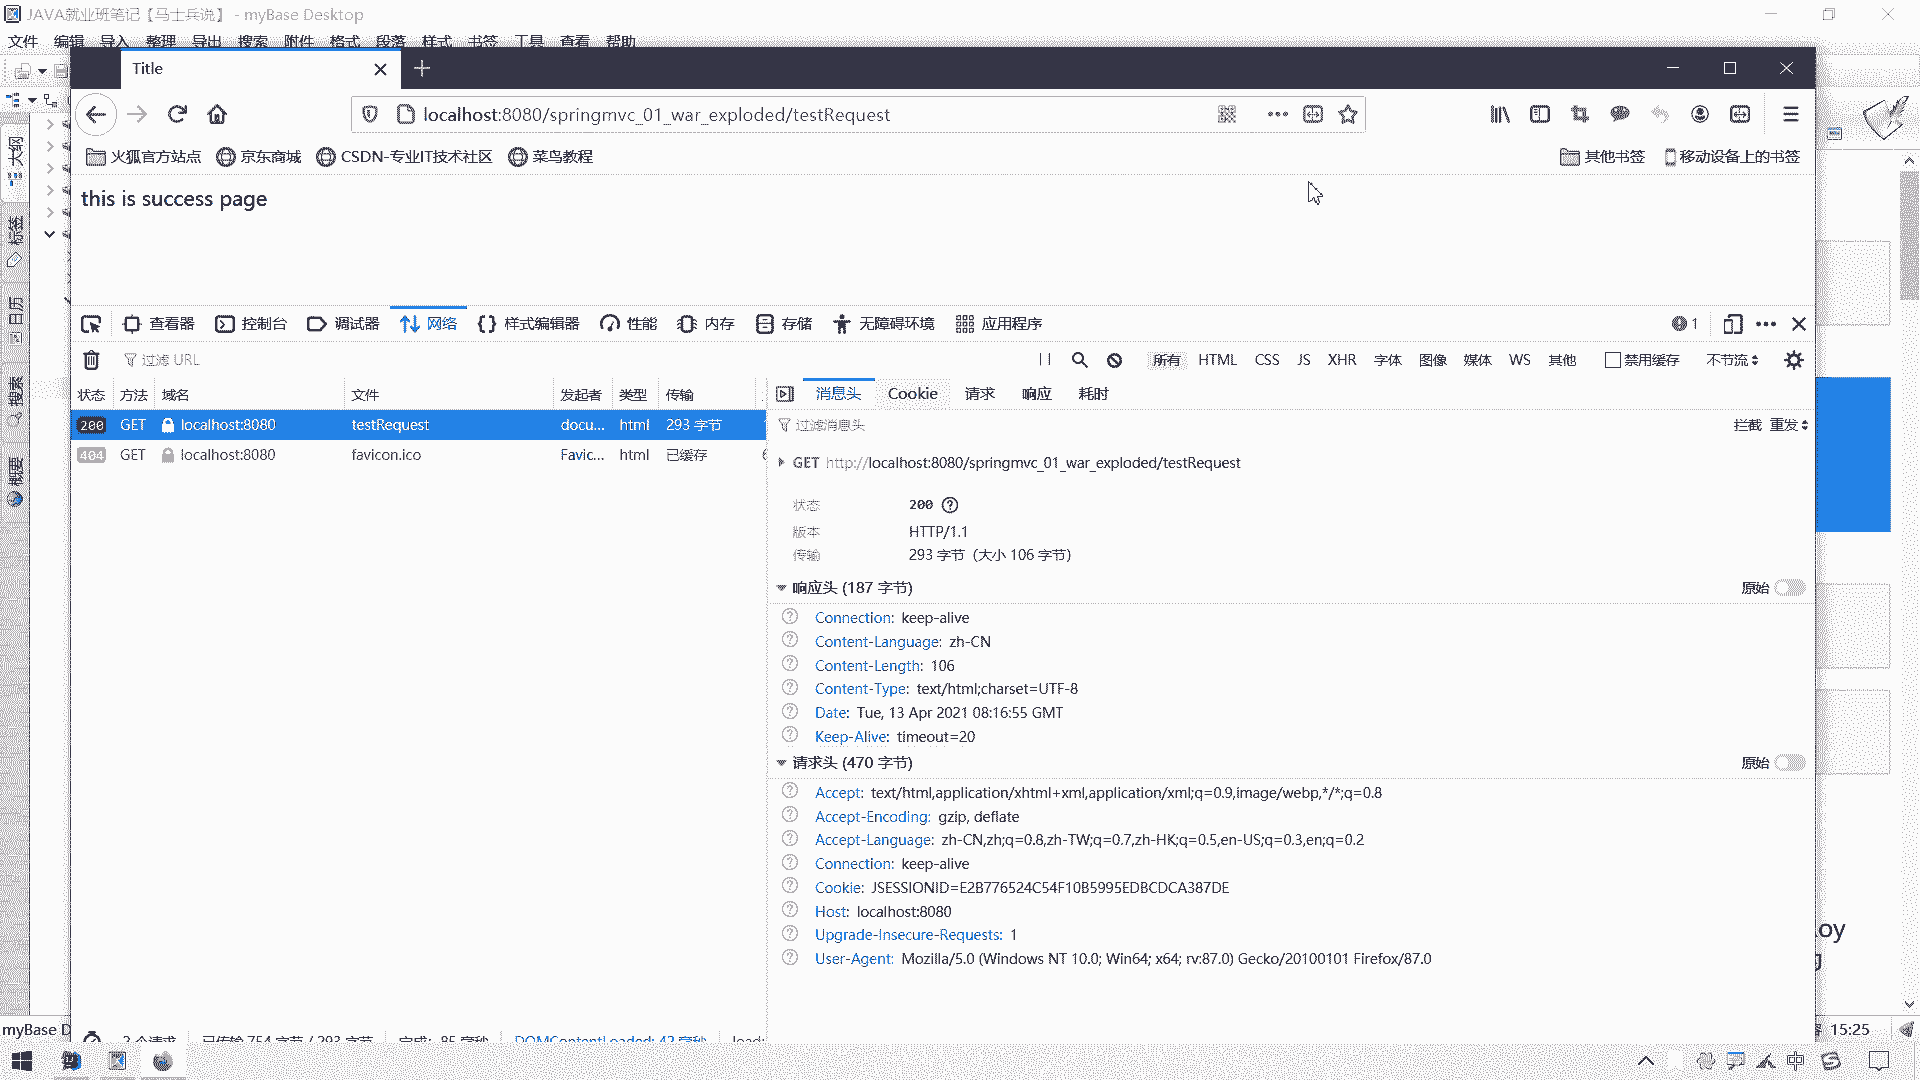 JAVA就业班笔记【马士兵说】 - myBase Desktop
文件 编辑 导入 整理 导出 搜索 附件 格式 段落 样式 书签 工具 查看 帮助
Title
localhost:8080/springmvc_01_war_exploded/testRequest
火狐官方站点 京东商城 CSDN-专业IT技术社区 菜鸟教程 其他书签 移动设备上的书签
大纲
标签
日历
搜索
概要
this is success page
查看器 控制台 调试器 网络 样式编辑器 性能 内存 存储 无障碍环境 应用程序 1
过滤 URL 所有 HTML CSS JS XHR 字体 图像 媒体 WS 其他 禁用缓存 不节流
状态 方法 域名 文件 发起者 类型 传输
200 GET localhost:8080 testRequest docu... html 293 字节
404 GET localhost:8080 favicon.ico Favic... html 已缓存
消息头 Cookie 请求 响应 耗时
过滤消息头 拦截 重发
GET http://localhost:8080/springmvc_01_war_exploded/testRequest
状态 200
版本 HTTP/1.1
传输 293 字节 (大小 106 字节)
响应头 (187 字节) 原始
Connection: keep-alive
Content-Language: zh-CN
Content-Length: 106
Content-Type: text/html;charset=UTF-8
Date: Tue, 13 Apr 2021 08:16:55 GMT
Keep-Alive: timeout=20
请求头 (470 字节) 原始
Accept: text/html,application/xhtml+xml,application/xml;q=0.9,image/webp,*/*;q=0.8
Accept-Encoding: gzip, deflate
Accept-Language: zh-CN,zh;q=0.8,zh-TW;q=0.7,zh-HK;q=0.5,en-US;q=0.3,en;q=0.2
Connection: keep-alive
Cookie: JSESSIONID=E2B776524C54F10B5995EDBCDCA387DE
Host: localhost:8080
Upgrade-Insecure-Requests: 1
User-Agent: Mozilla/5.0 (Windows NT 10.0; Win64; x64; rv:87.0) Gecko/20100101 Firefox/87.0
2 个请求 已传输 754 字节 / 293 字节 完成: 85 毫秒 DOMContentLoaded: 42 毫秒 load:
myBase D
15:25
中